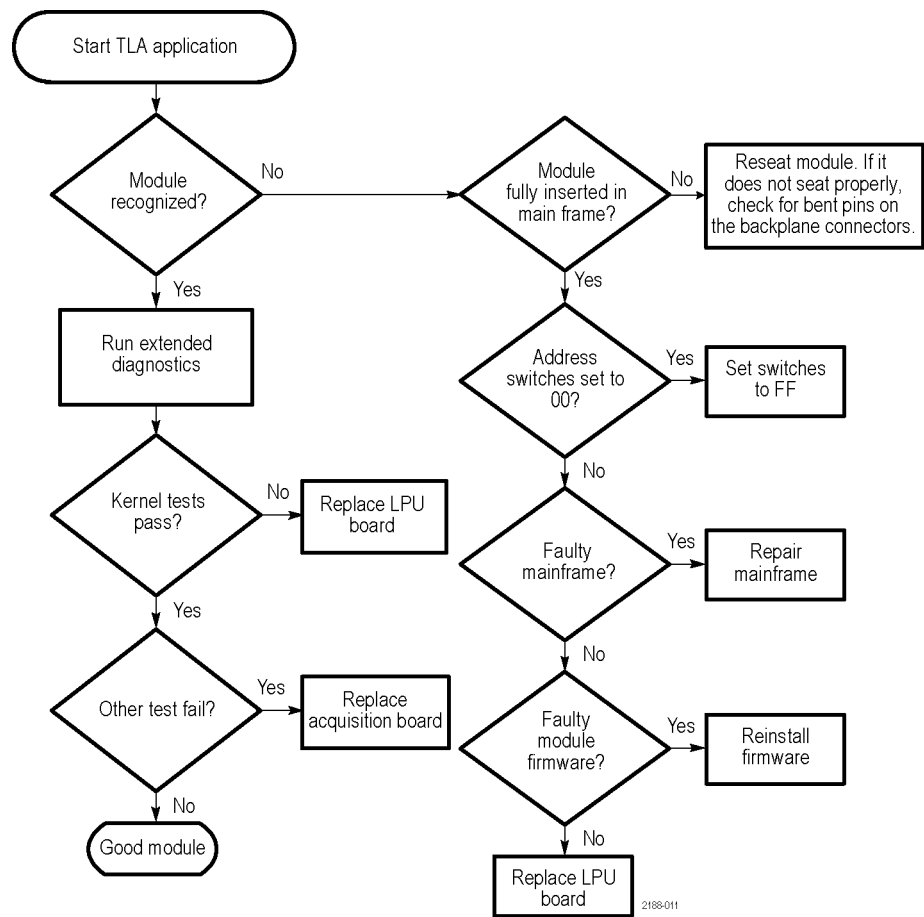 Start TLA application
Module
recognized?
No
Module
fully inserted in
main frame?
No
Reseat module. If it
does not seat properly,
check for bent pins on
the backplane connectors.
Yes
Yes
Run extended
diagnostics
Address
switches set to
00?
Yes
Set switches
to FF
No
Kernel tests
pass?
No
Replace LPU
board
Faulty
mainframe?
Yes
Repair
mainframe
Yes
No
Other test fail?
Yes
Replace
acquisition board
Faulty
module
firmware?
Yes
Reinstall
firmware
No
Good module
No
Replace LPU
board
2188-011